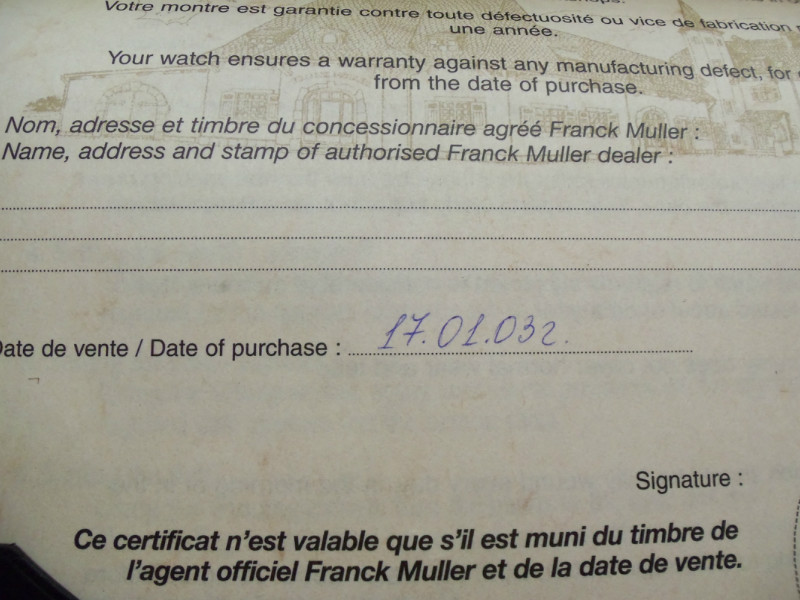 Votre montre est garantie contre toute défectuosité ou vice de fabrication
une année.
Your watch ensures a warranty against any manufacturing defect, for
from the date of purchase.
Nom, adresse et timbre du concessionnaire agréé Franck Muller :
Name, address and stamp of authorised Franck Muller dealer :
Date de vente / Date of purchase : 17.01.03г.
Signature :
Ce certificat n'est valable que s'il est muni du timbre de
l'agent officiel Franck Muller et de la date de vente.